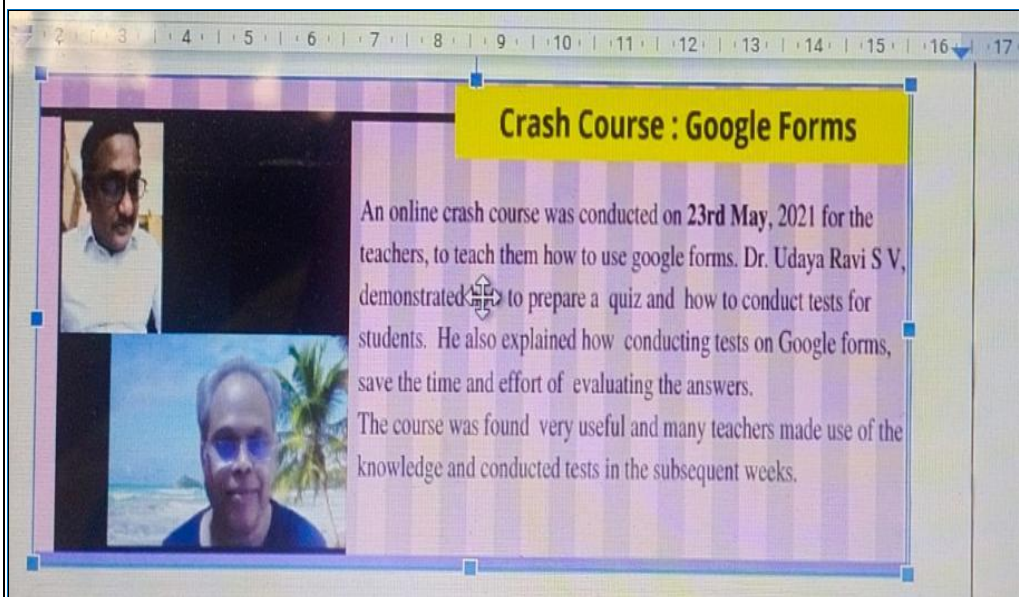 2 3 4 5 6 7 8 9 10 11 12 13 14 15 16 17
Crash Course : Google Forms
An online crash course was conducted on 23rd May, 2021 for the
teachers, to teach them how to use google forms. Dr. Udaya Ravi S V,
demonstrated to prepare a quiz and how to conduct tests for
students. He also explained how conducting tests on Google forms,
save the time and effort of evaluating the answers.
The course was found very useful and many teachers made use of the
knowledge and conducted tests in the subsequent weeks.